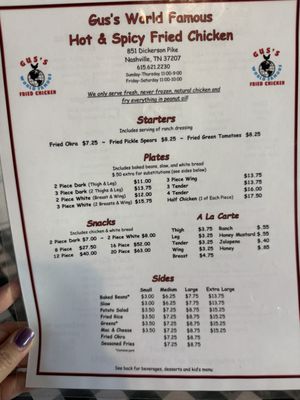 Gus's World Famous
Hot & Spicy Fried Chicken
851 Dickerson Pike
Nashville, TN 37207
615.621.2230
Sunday-Thursday 11:00-9:00
Friday-Saturday 11:00-10:00
GUS'S
WORLD FAMOUS
FRIED CHICKEN
GUS'S
WORLD FAMOUS
FRIED CHICKEN
We only serve fresh, never frozen, natural chicken and
fry everything in peanut oil!
Starters
Includes serving of ranch dressing
Fried Okra $7.25 ~ Fried Pickle Spears $8.25 ~ Fried Green Tomatoes $8.25
Plates
Includes baked beans, slaw, and white bread
$.50 extra for substitutions (see sides below)
2 Piece Dark (Thigh & Leg) $11.00
3 Piece Dark (2 Thighs & Leg) $13.75
2 Piece White (Breast & Wing) $12.00
3 Piece White (2 Breasts & Wing) $15.75
3 Piece Wing $13.75
3 Tender $13.75
4 Tender $16.00
Half Chicken (1 of Each Piece) $17.50
Snacks
Includes chicken & white bread
2 Piece Dark $7.00 ~ 2 Piece White $8.00
8 Piece $27.50 16 Piece $52.00
12 Piece $40.00 20 Piece $63.00
A La Carte
Thigh $3.75 Ranch $.55
Leg $3.25 Honey Mustard $.55
Tender $3.25 Jalapeno $.40
Wing $3.25 Honey $.85
Breast $4.75
Sides
Small Medium Large Extra Large
Baked Beans* $3.00 $6.25 $7.75 $13.75
Slaw $3.00 $6.25 $7.75 $13.75
Potato Salad $3.50 $7.25 $8.75 $15.25
Fried Rice $3.50 $7.25 $8.75 $15.25
Greens* $3.50 $7.25 $8.75 $15.25
Mac & Cheese $3.50 $7.25 $8.75 $15.25
Fried Okra $7.25 $8.75
Seasoned Fries $7.25 $8.75
*Contains pork
See back for beverages, desserts and kid's menu